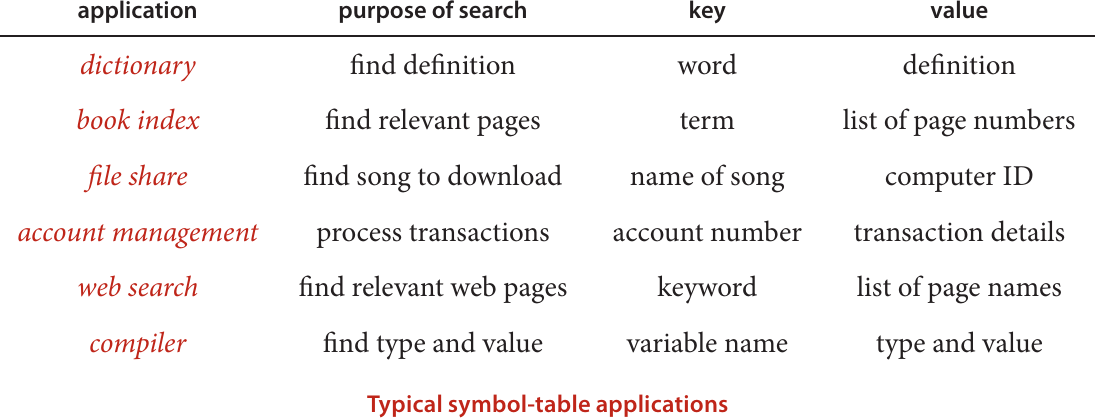 application purpose of search key value
dictionary find definition word definition
book index find relevant pages term list of page numbers
file share find song to download name of song computer ID
account management process transactions account number transaction details
web search find relevant web pages keyword list of page names
compiler find type and value variable name type and value
Typical symbol-table applications